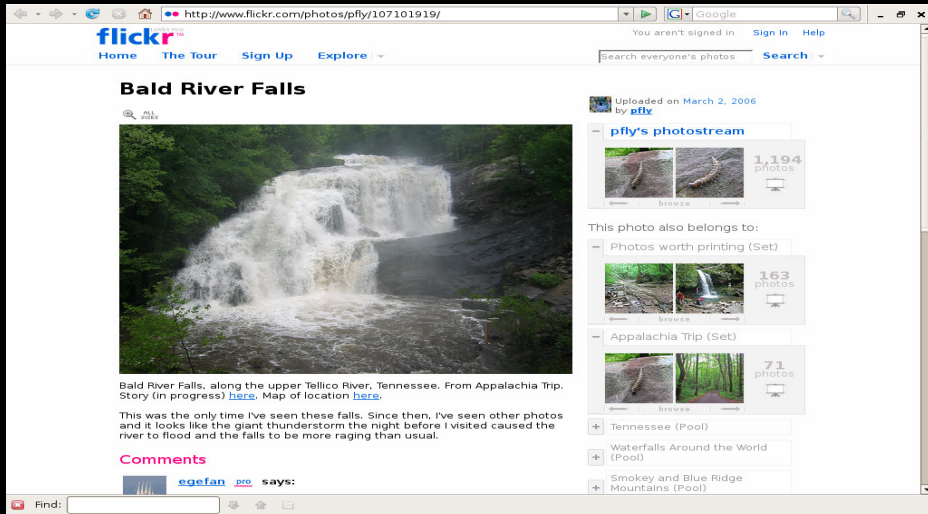 http://www.flickr.com/photos/pfly/107101919/
Google
flickr
You aren't signed in Sign In Help
Home The Tour Sign Up Explore
Search everyone's photos Search
Bald River Falls
ALL SIZES
Uploaded on March 2, 2006
by pfly
pfly's photostream
1,194
photos
browse
This photo also belongs to:
Photos worth printing (Set)
163
photos
browse
Appalachia Trip (Set)
71
photos
browse
Tennessee (Pool)
Waterfalls Around the World
(Pool)
Smokey and Blue Ridge
Mountains (Pool)
Bald River Falls, along the upper Tellico River, Tennessee. From Appalachia Trip.
Story (in progress) here. Map of location here.
This was the only time I've seen these falls. Since then, I've seen other photos
and it looks like the giant thunderstorm the night before I visited caused the
river to flood and the falls to be more raging than usual.
Comments
egefan pro says:
Find: